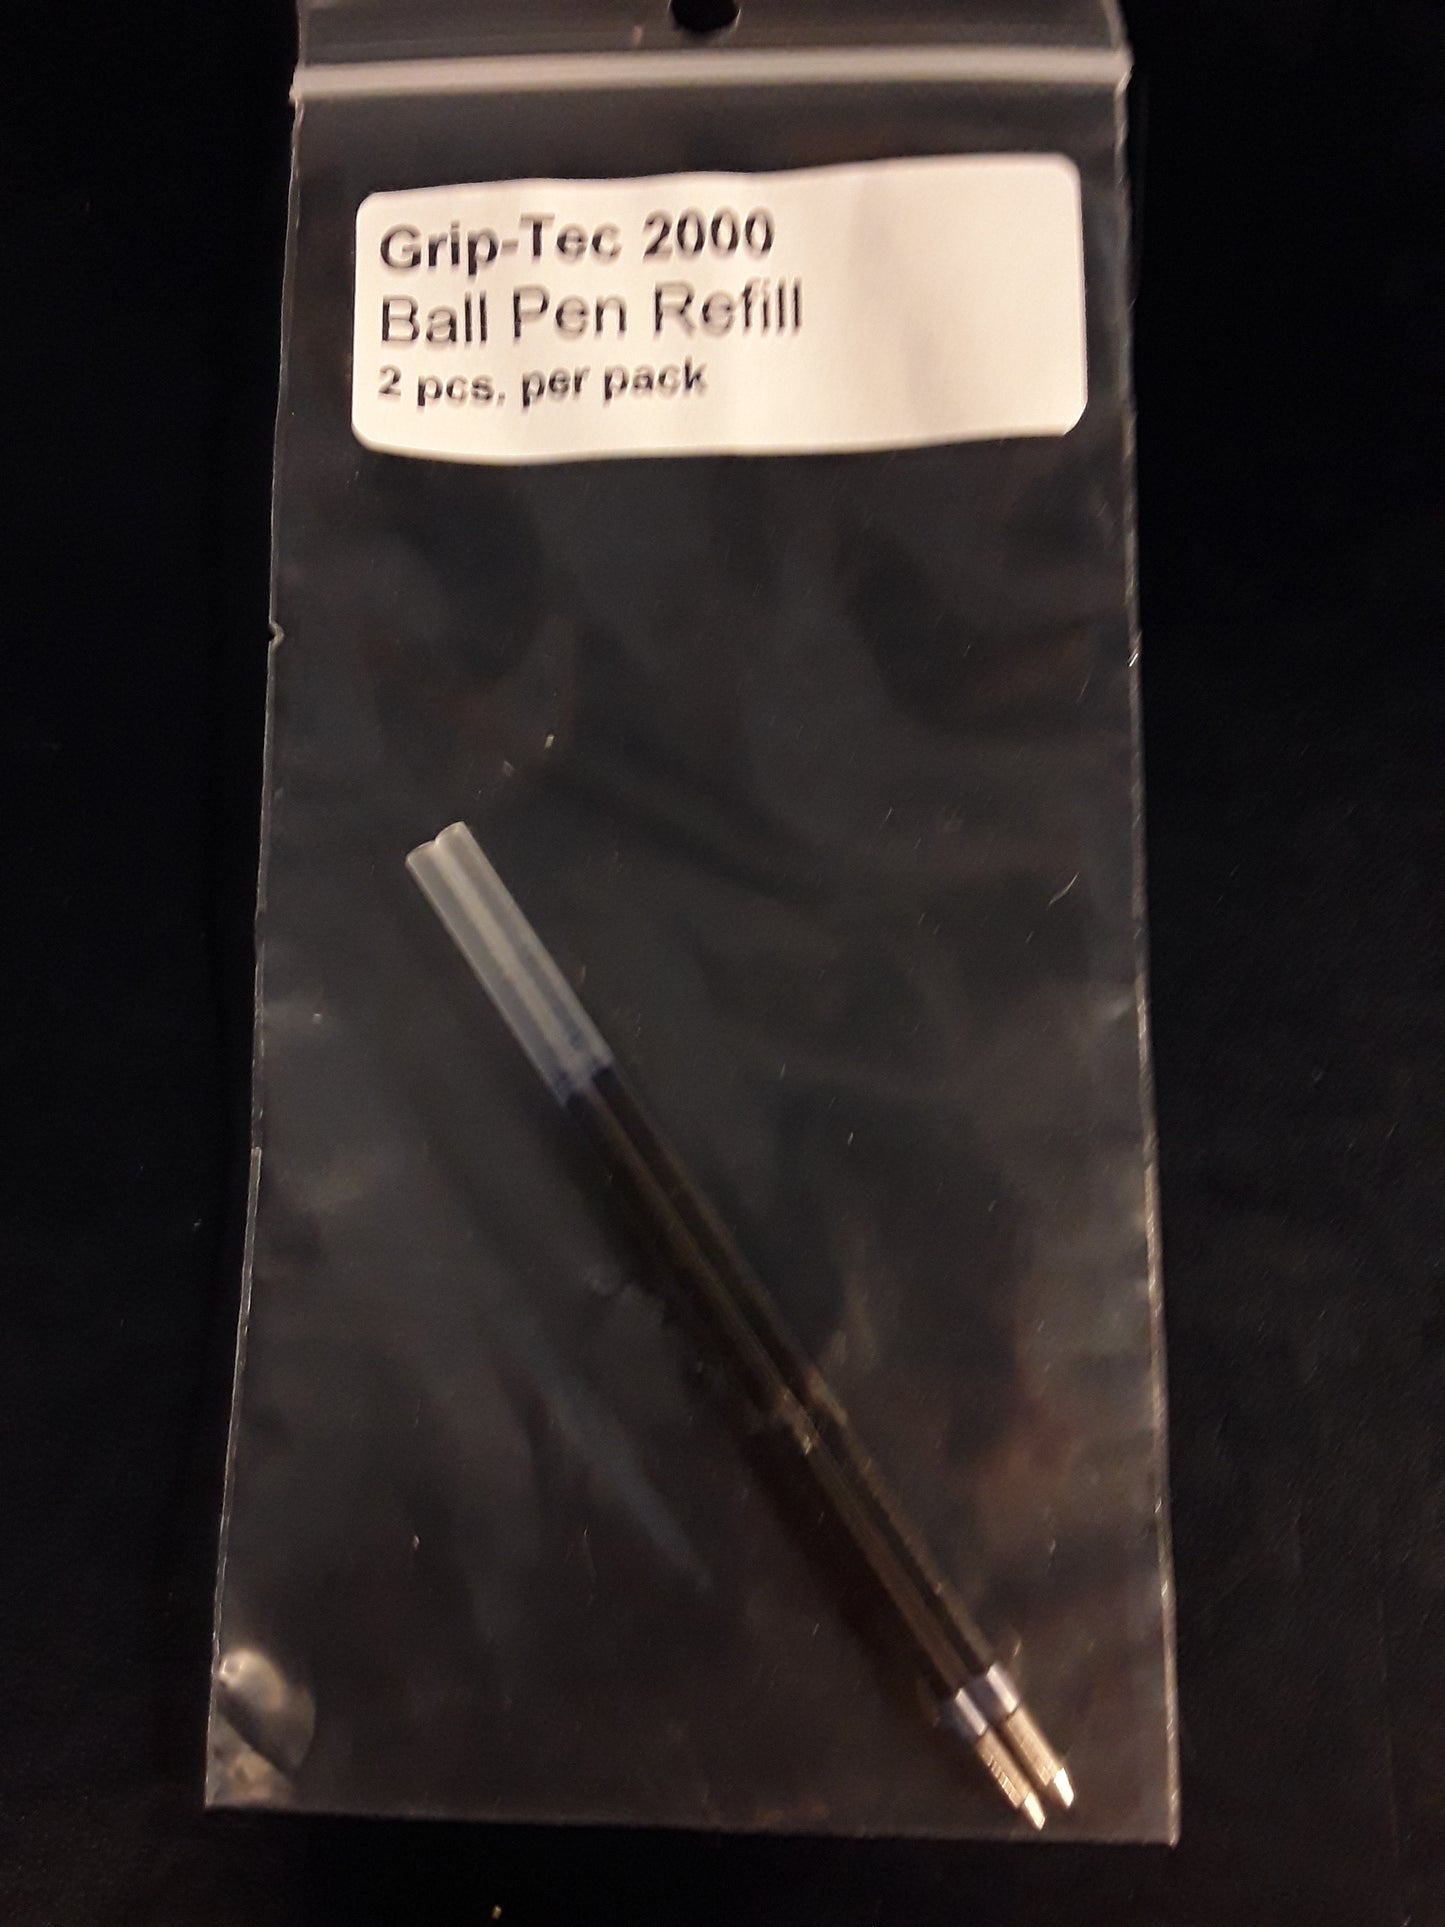 Grip-Tec 2000
Ball Pen Refill
2 pcs. per pack